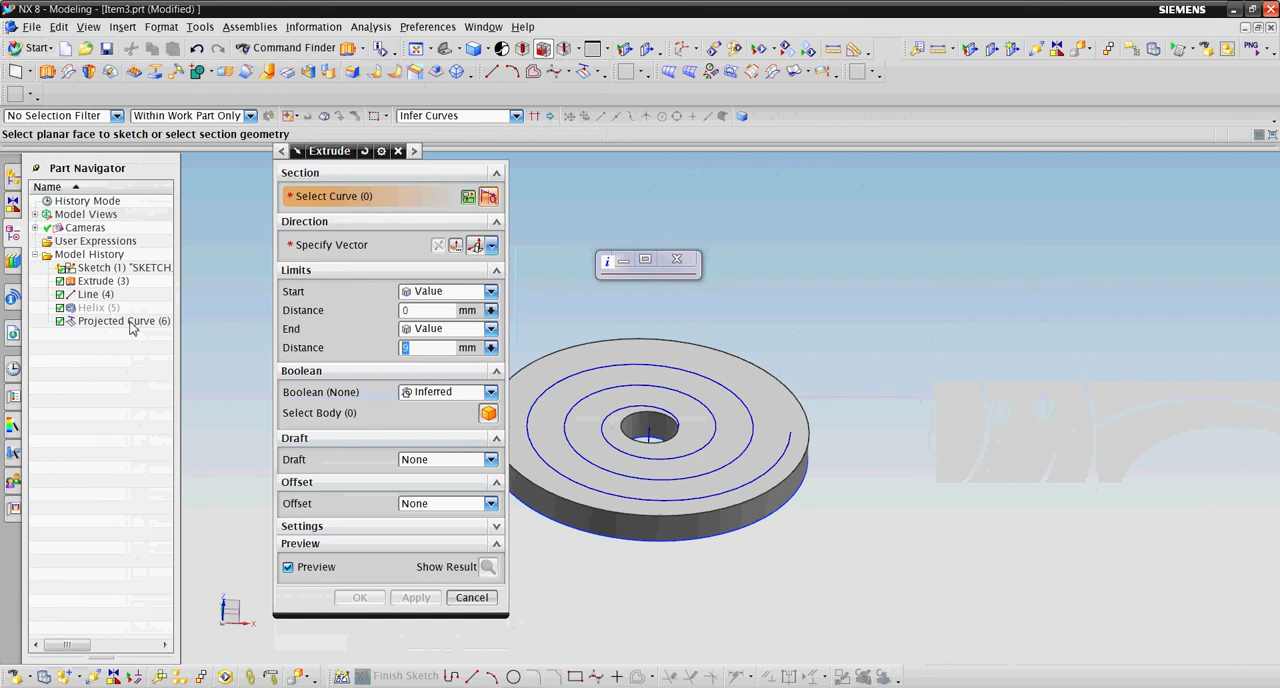 NX 8 - Modeling - [Item3.prt (Modified) ]
SIEMENS
File Edit View Insert Format Tools Assemblies Information Analysis Preferences Window Help
Start Command Finder
PNG
No Selection Filter Within Work Part Only Infer Curves
Select planar face to sketch or select section geometry
Part Navigator
Name
History Mode
Model Views
Cameras
User Expressions
Model History
Sketch (1) "SKETCH
Extrude (3)
Line (4)
Helix (5)
Projected Curve (6)
Extrude
Section
* Select Curve (0)
Direction
* Specify Vector
Limits
Start Value
Distance 0 mm
End Value
Distance mm
Boolean
Boolean (None) Inferred
Select Body (0)
Draft
Draft None
Offset
Offset None
Settings
Preview
Preview Show Result
OK Apply Cancel
Z
X
Finish Sketch